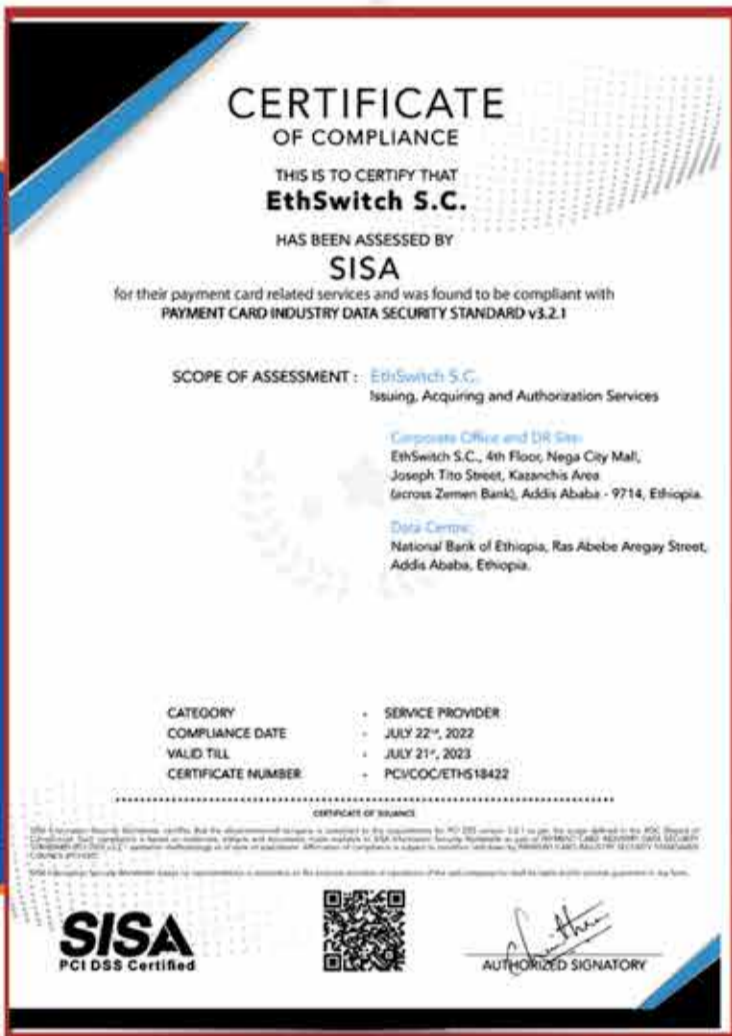 CERTIFICATE
OF COMPLIANCE
THIS IS TO CERTIFY THAT
EthSwitch S.C.
HAS BEEN ASSESSED BY
SISA
for their payment card related services and was found to be compliant with
PAYMENT CARD INDUSTRY DATA SECURITY STANDARD v3.2.1
SCOPE OF ASSESSMENT : EthSwitch S.C.
Issuing, Acquiring and Authorization Services
Corporate Office and DR Site:
EthSwitch S.C., 4th Floor, Nega City Mall,
Joseph Tito Street, Kazanchis Area
(across Zemen Bank), Addis Ababa - 9714, Ethiopia.
Data Centre:
National Bank of Ethiopia, Ras Abebe Aregay Street,
Addis Ababa, Ethiopia.
CATEGORY - SERVICE PROVIDER
COMPLIANCE DATE - JULY 22ⁿᵈ, 2022
VALID TILL - JULY 21ˢᵗ, 2023
CERTIFICATE NUMBER - PCI/COC/ETHS18422
CERTIFICATE OF ISSUANCE
SISA
PCI DSS Certified
AUTHORIZED SIGNATORY